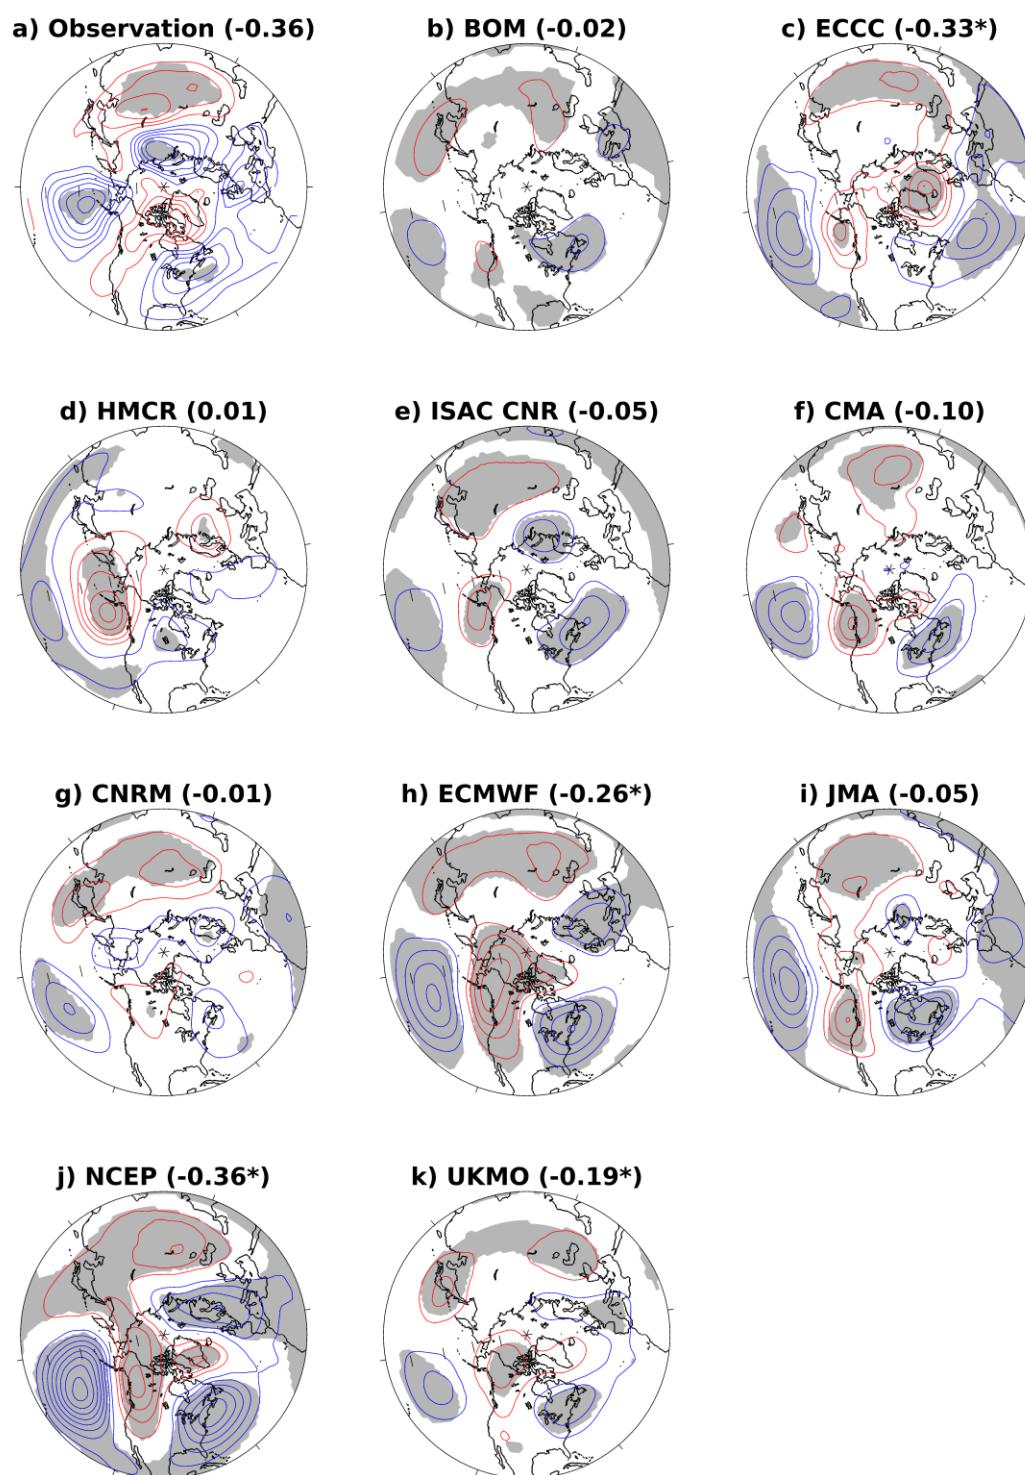 a) Observation (-0.36)
b) BOM (-0.02)
c) ECCC (-0.33*)
d) HMCR (0.01)
e) ISAC CNR (-0.05)
f) CMA (-0.10)
g) CNRM (-0.01)
h) ECMWF (-0.26*)
i) JMA (-0.05)
j) NCEP (-0.36*)
k) UKMO (-0.19*)